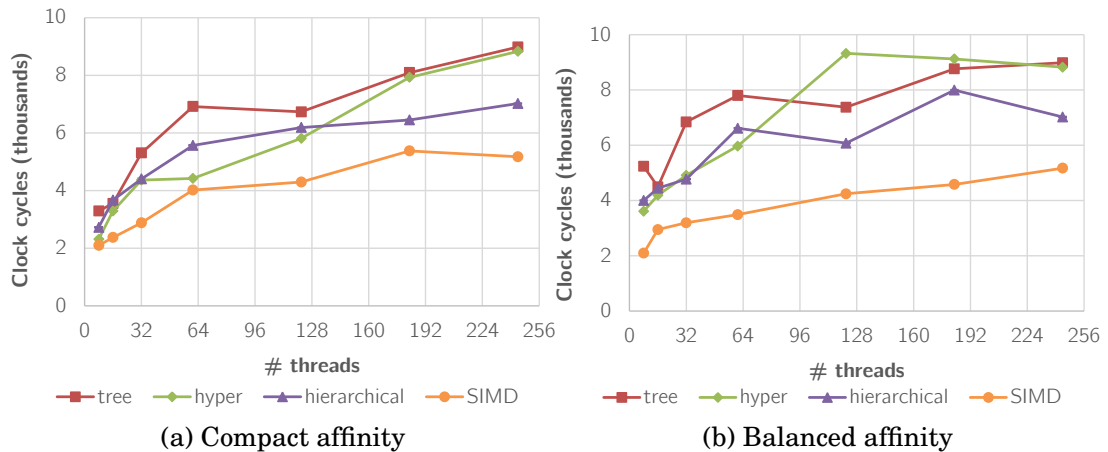 10
8
6
4
2
0
Clock cycles (thousands)
0 32 64 96 128 160 192 224 256
# threads
tree hyper hierarchical SIMD
(a) Compact affinity
10
8
6
4
2
0
Clock cycles (thousands)
0 32 64 96 128 160 192 224 256
# threads
tree hyper hierarchical SIMD
(b) Balanced affinity